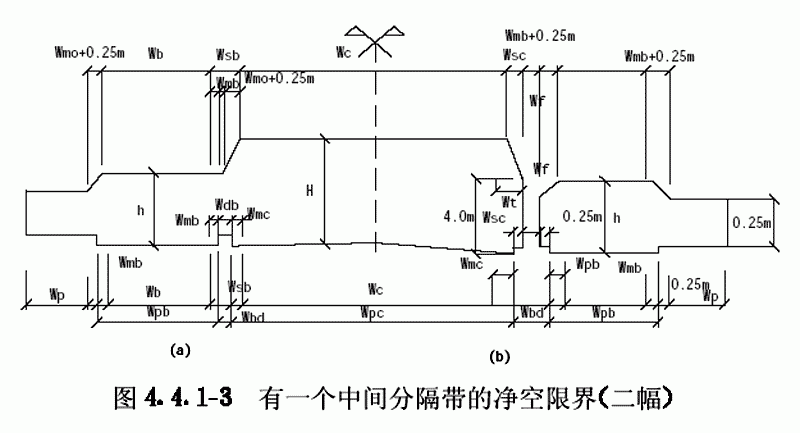 Wmb+0.25m
Wmo+0.25m Wb Wsb Wc Wsc Wmb+0.25m
Wmb Wmo+0.25m
Wf
Wf
H
h Wdb 4.0m Wt
Wmb Wmc Wsc 0.25m h 0.25m
Wmb Wmc Wpb Wmb
Wp Wb Wsb Wc 0.25m Wp
Wpb Wbd Wpc Wbd Wpb
(a) (b)
图 4.4.1-3 有一个中间分隔带的净空限界(二幅)